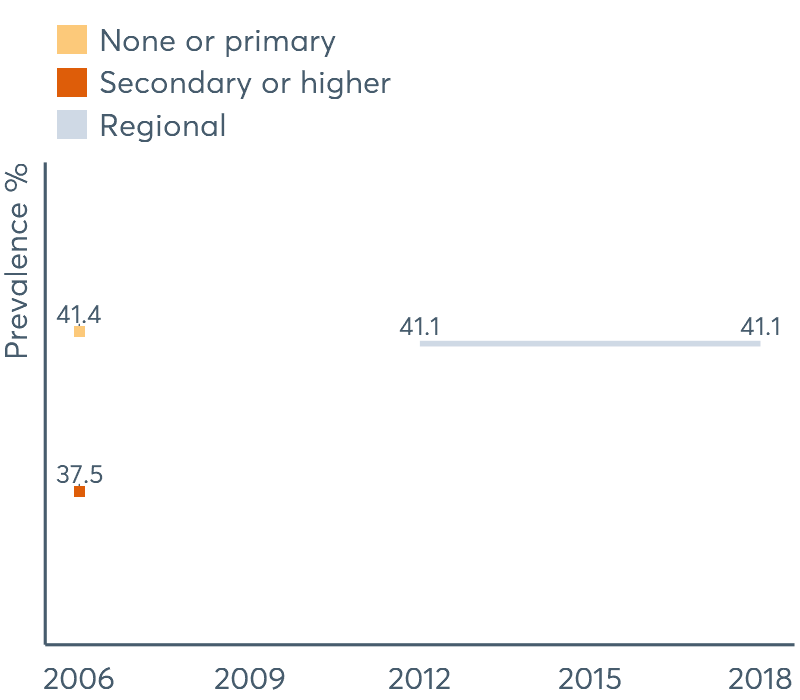 None or primary
Secondary or higher
Regional
Prevalence %
41.4
41.1
41.1
37.5
2006 2009 2012 2015 2018